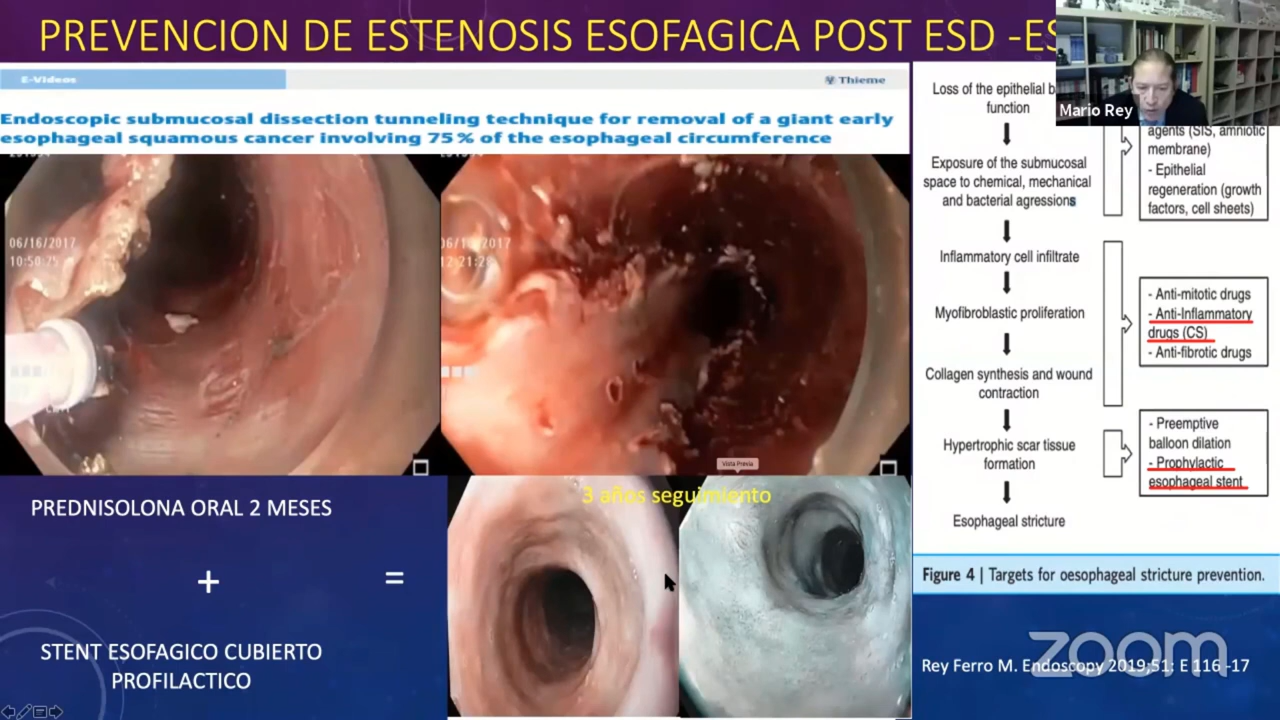 PREVENCION DE ESTENOSIS ESOFAGICA POST ESD
E-Videos
Thieme
Endoscopic submucosal dissection tunneling technique for removal of a giant early
esophageal squamous cancer involving 75 % of the esophageal circumference
06/16/2017
10:50:25
12:21:28
Vista Previa
3 años seguimiento
PREDNISOLONA ORAL 2 MESES
+
=
STENT ESOFAGICO CUBIERTO
PROFILACTICO
Mario Rey
Loss of the epithelial
function
Exposure of the submucosal
space to chemical, mechanical
and bacterial agressions
Inflammatory cell infiltrate
Myofibroblastic proliferation
Collagen synthesis and wound
contraction
Hypertrophic scar tissue
formation
Esophageal stricture
agents (SIS, amniotic
membrane)
- Epithelial
regeneration (growth
factors, cell sheets)
- Anti-mitotic drugs
- Anti-Inflammatory
drugs (CS)
- Anti-fibrotic drugs
- Preemptive
balloon dilation
- Prophylactic
esophageal stent
Figure 4 | Targets for oesophageal stricture prevention.
zoom
Rey Ferro M. Endoscopy 2019;51: E 116 -17